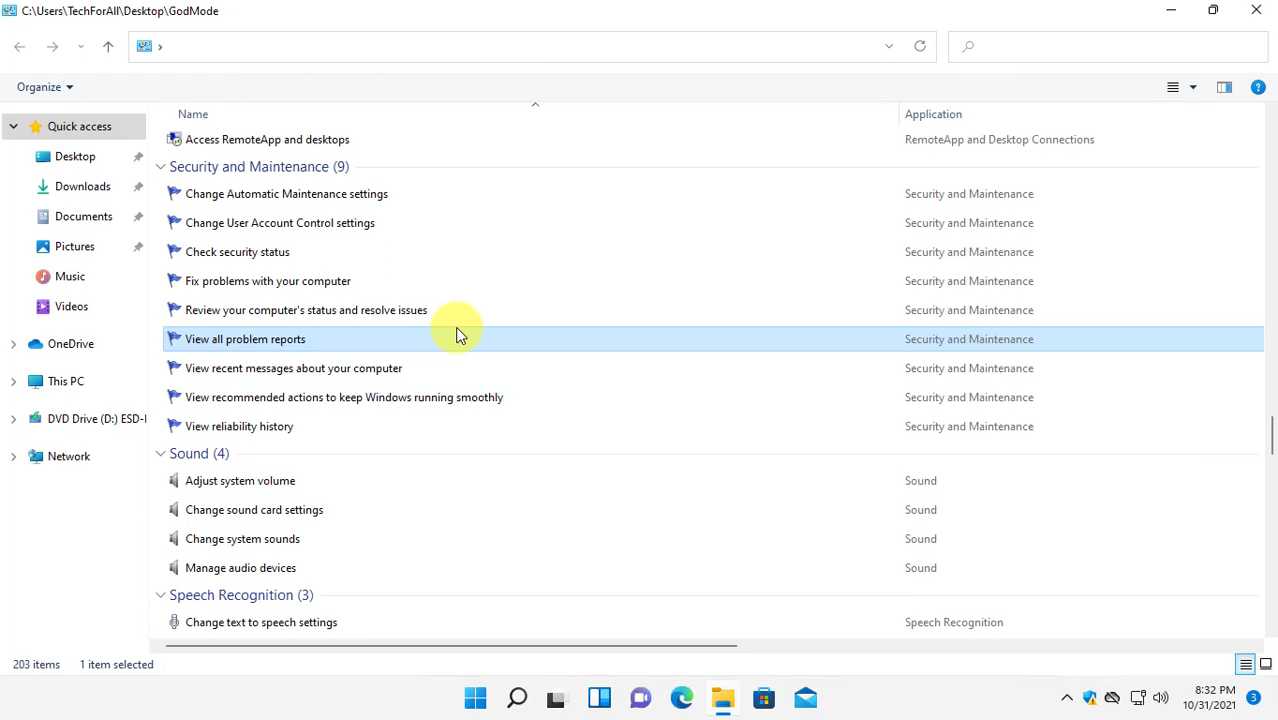 C:\Users\TechForAll\Desktop\GodMode
Organize
Name
Application
Quick access
Desktop
Downloads
Documents
Pictures
Music
Videos
OneDrive
This PC
DVD Drive (D:) ESD-I
Network
Access RemoteApp and desktops RemoteApp and Desktop Connections
Security and Maintenance (9)
Change Automatic Maintenance settings Security and Maintenance
Change User Account Control settings Security and Maintenance
Check security status Security and Maintenance
Fix problems with your computer Security and Maintenance
Review your computer's status and resolve issues Security and Maintenance
View all problem reports Security and Maintenance
View recent messages about your computer Security and Maintenance
View recommended actions to keep Windows running smoothly Security and Maintenance
View reliability history Security and Maintenance
Sound (4)
Adjust system volume Sound
Change sound card settings Sound
Change system sounds Sound
Manage audio devices Sound
Speech Recognition (3)
Change text to speech settings Speech Recognition
203 items 1 item selected
8:32 PM
10/31/2021
3